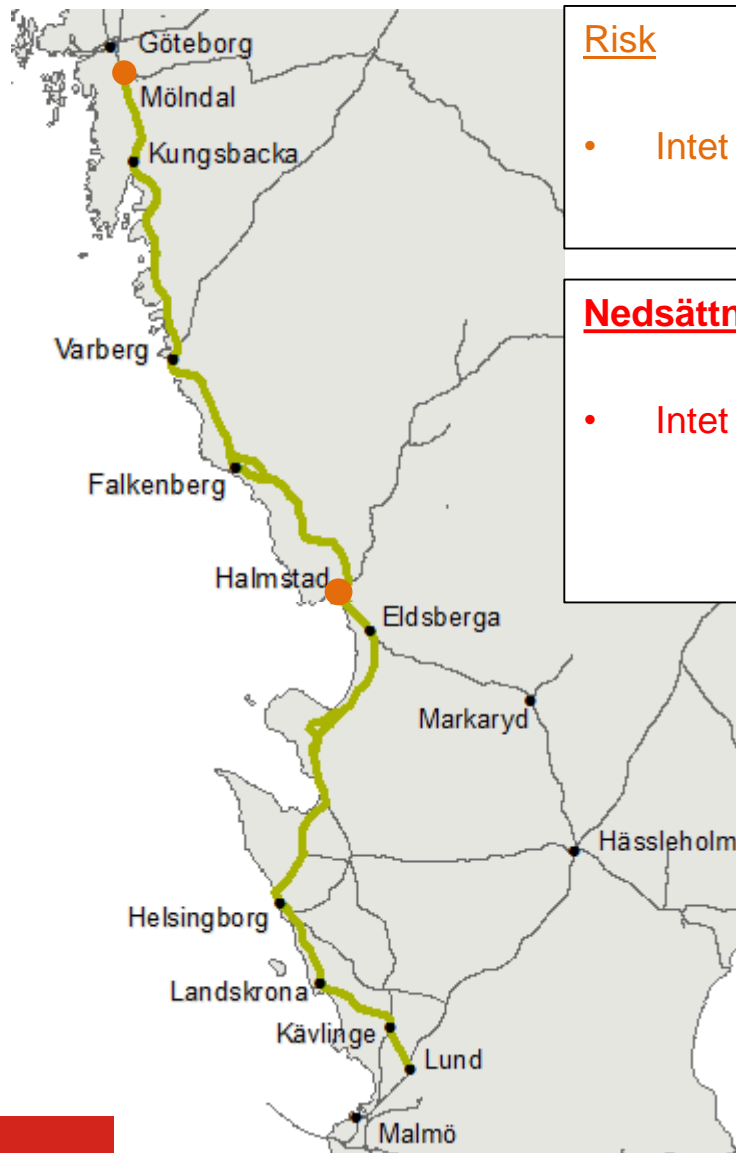 Risk
• Intet
Nedsättn
• Intet
Göteborg
Mölndal
Kungsbacka
Varberg
Falkenberg
Halmstad
Eldsberga
Markaryd
Hässleholm
Helsingborg
Landskrona
Kävlinge
Lund
Malmö